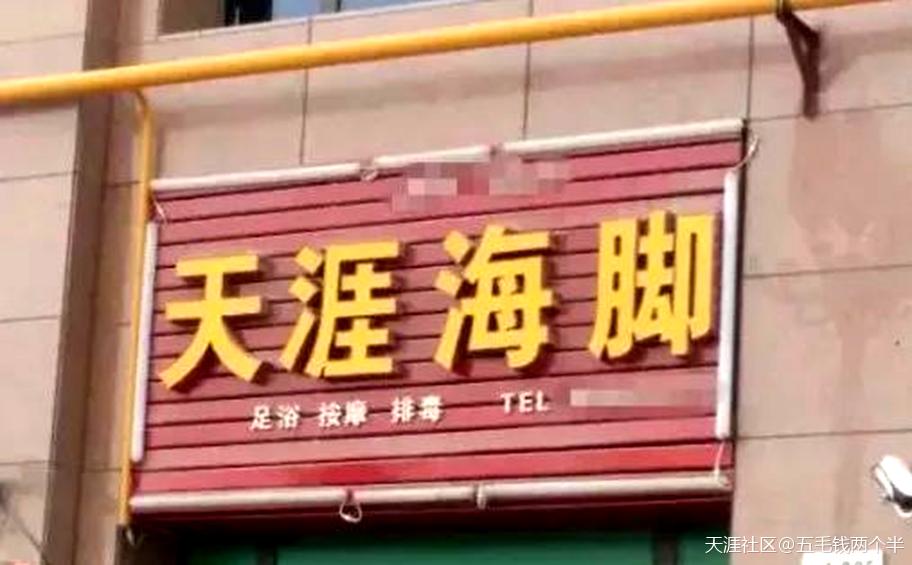 天涯海脚
足浴 按摩 排毒 TEL
天涯社区@五毛钱两个半